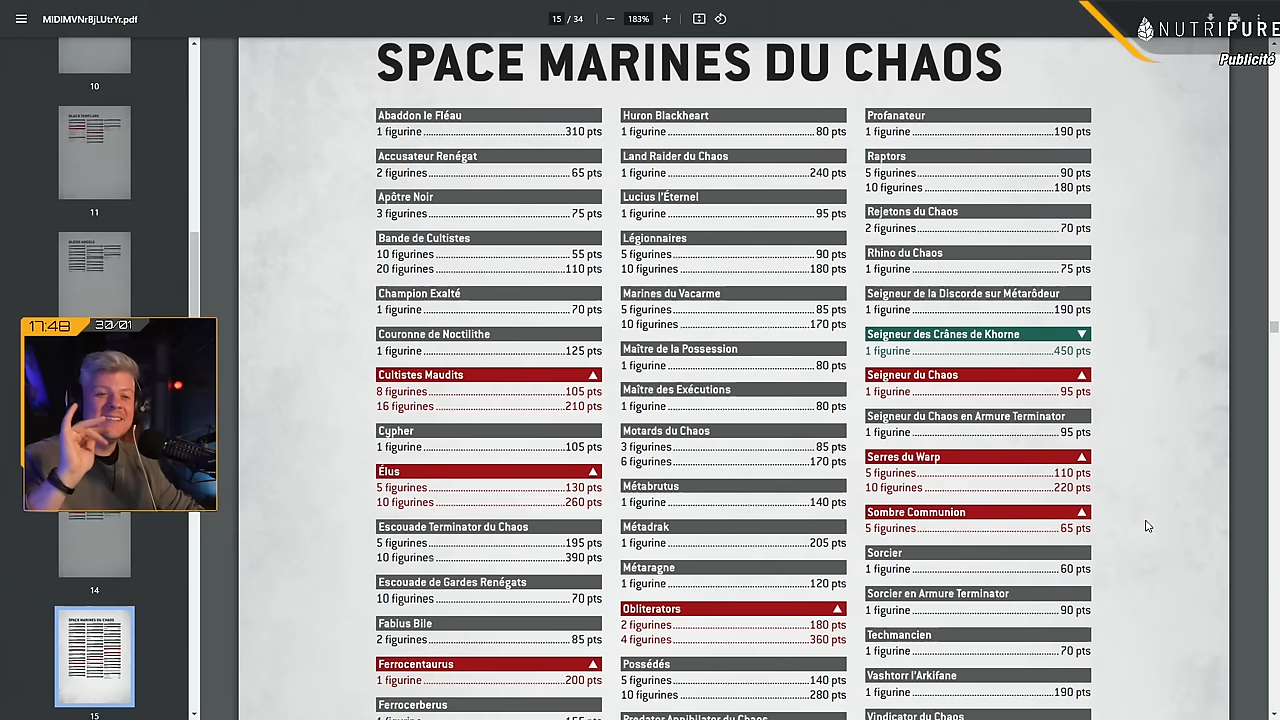 MlDlMVNrBjLUtrYr.pdf
15 / 34
183%
NUTRIPURE
Publicité
10
11
14
15
17:48
30/01
SPACE MARINES DU CHAOS
Abaddon le Fléau
1 figurine 310 pts
Accusateur Renégat
2 figurines 65 pts
Apôtre Noir
3 figurines 75 pts
Bande de Cultistes
10 figurines 55 pts
20 figurines 110 pts
Champion Exalté
1 figurine 70 pts
Couronne de Noctilithe
1 figurine 125 pts
Cultistes Maudits
8 figurines 105 pts
16 figurines 210 pts
Cypher
1 figurine 105 pts
Élus
5 figurines 130 pts
10 figurines 260 pts
Escouade Terminator du Chaos
5 figurines 195 pts
10 figurines 390 pts
Escouade de Gardes Renégats
10 figurines 70 pts
Fabius Bile
2 figurines 85 pts
Ferrocentaurus
1 figurine 200 pts
Ferrocerberus
Huron Blackheart
1 figurine 80 pts
Land Raider du Chaos
1 figurine 240 pts
Lucius l'Éternel
1 figurine 95 pts
Légionnaires
5 figurines 90 pts
10 figurines 180 pts
Marines du Vacarme
5 figurines 85 pts
10 figurines 170 pts
Maître de la Possession
1 figurine 80 pts
Maître des Exécutions
1 figurine 80 pts
Motards du Chaos
3 figurines 85 pts
6 figurines 170 pts
Métabrutus
1 figurine 140 pts
Métadrak
1 figurine 205 pts
Métaragne
1 figurine 120 pts
Obliterators
2 figurines 180 pts
4 figurines 360 pts
Possédés
5 figurines 140 pts
10 figurines 280 pts
Predator Annihilator du Chaos
Profanateur
1 figurine 190 pts
Raptors
5 figurines 90 pts
10 figurines 180 pts
Rejetons du Chaos
2 figurines 70 pts
Rhino du Chaos
1 figurine 75 pts
Seigneur de la Discorde sur Métarôdeur
1 figurine 190 pts
Seigneur des Crânes de Khorne
1 figurine 450 pts
Seigneur du Chaos
1 figurine 95 pts
Seigneur du Chaos en Armure Terminator
1 figurine 95 pts
Serres du Warp
5 figurines 110 pts
10 figurines 220 pts
Sombre Communion
5 figurines 65 pts
Sorcier
1 figurine 60 pts
Sorcier en Armure Terminator
1 figurine 90 pts
Techmancien
1 figurine 70 pts
Vashtorr l'Arkifane
1 figurine 190 pts
Vindicator du Chaos